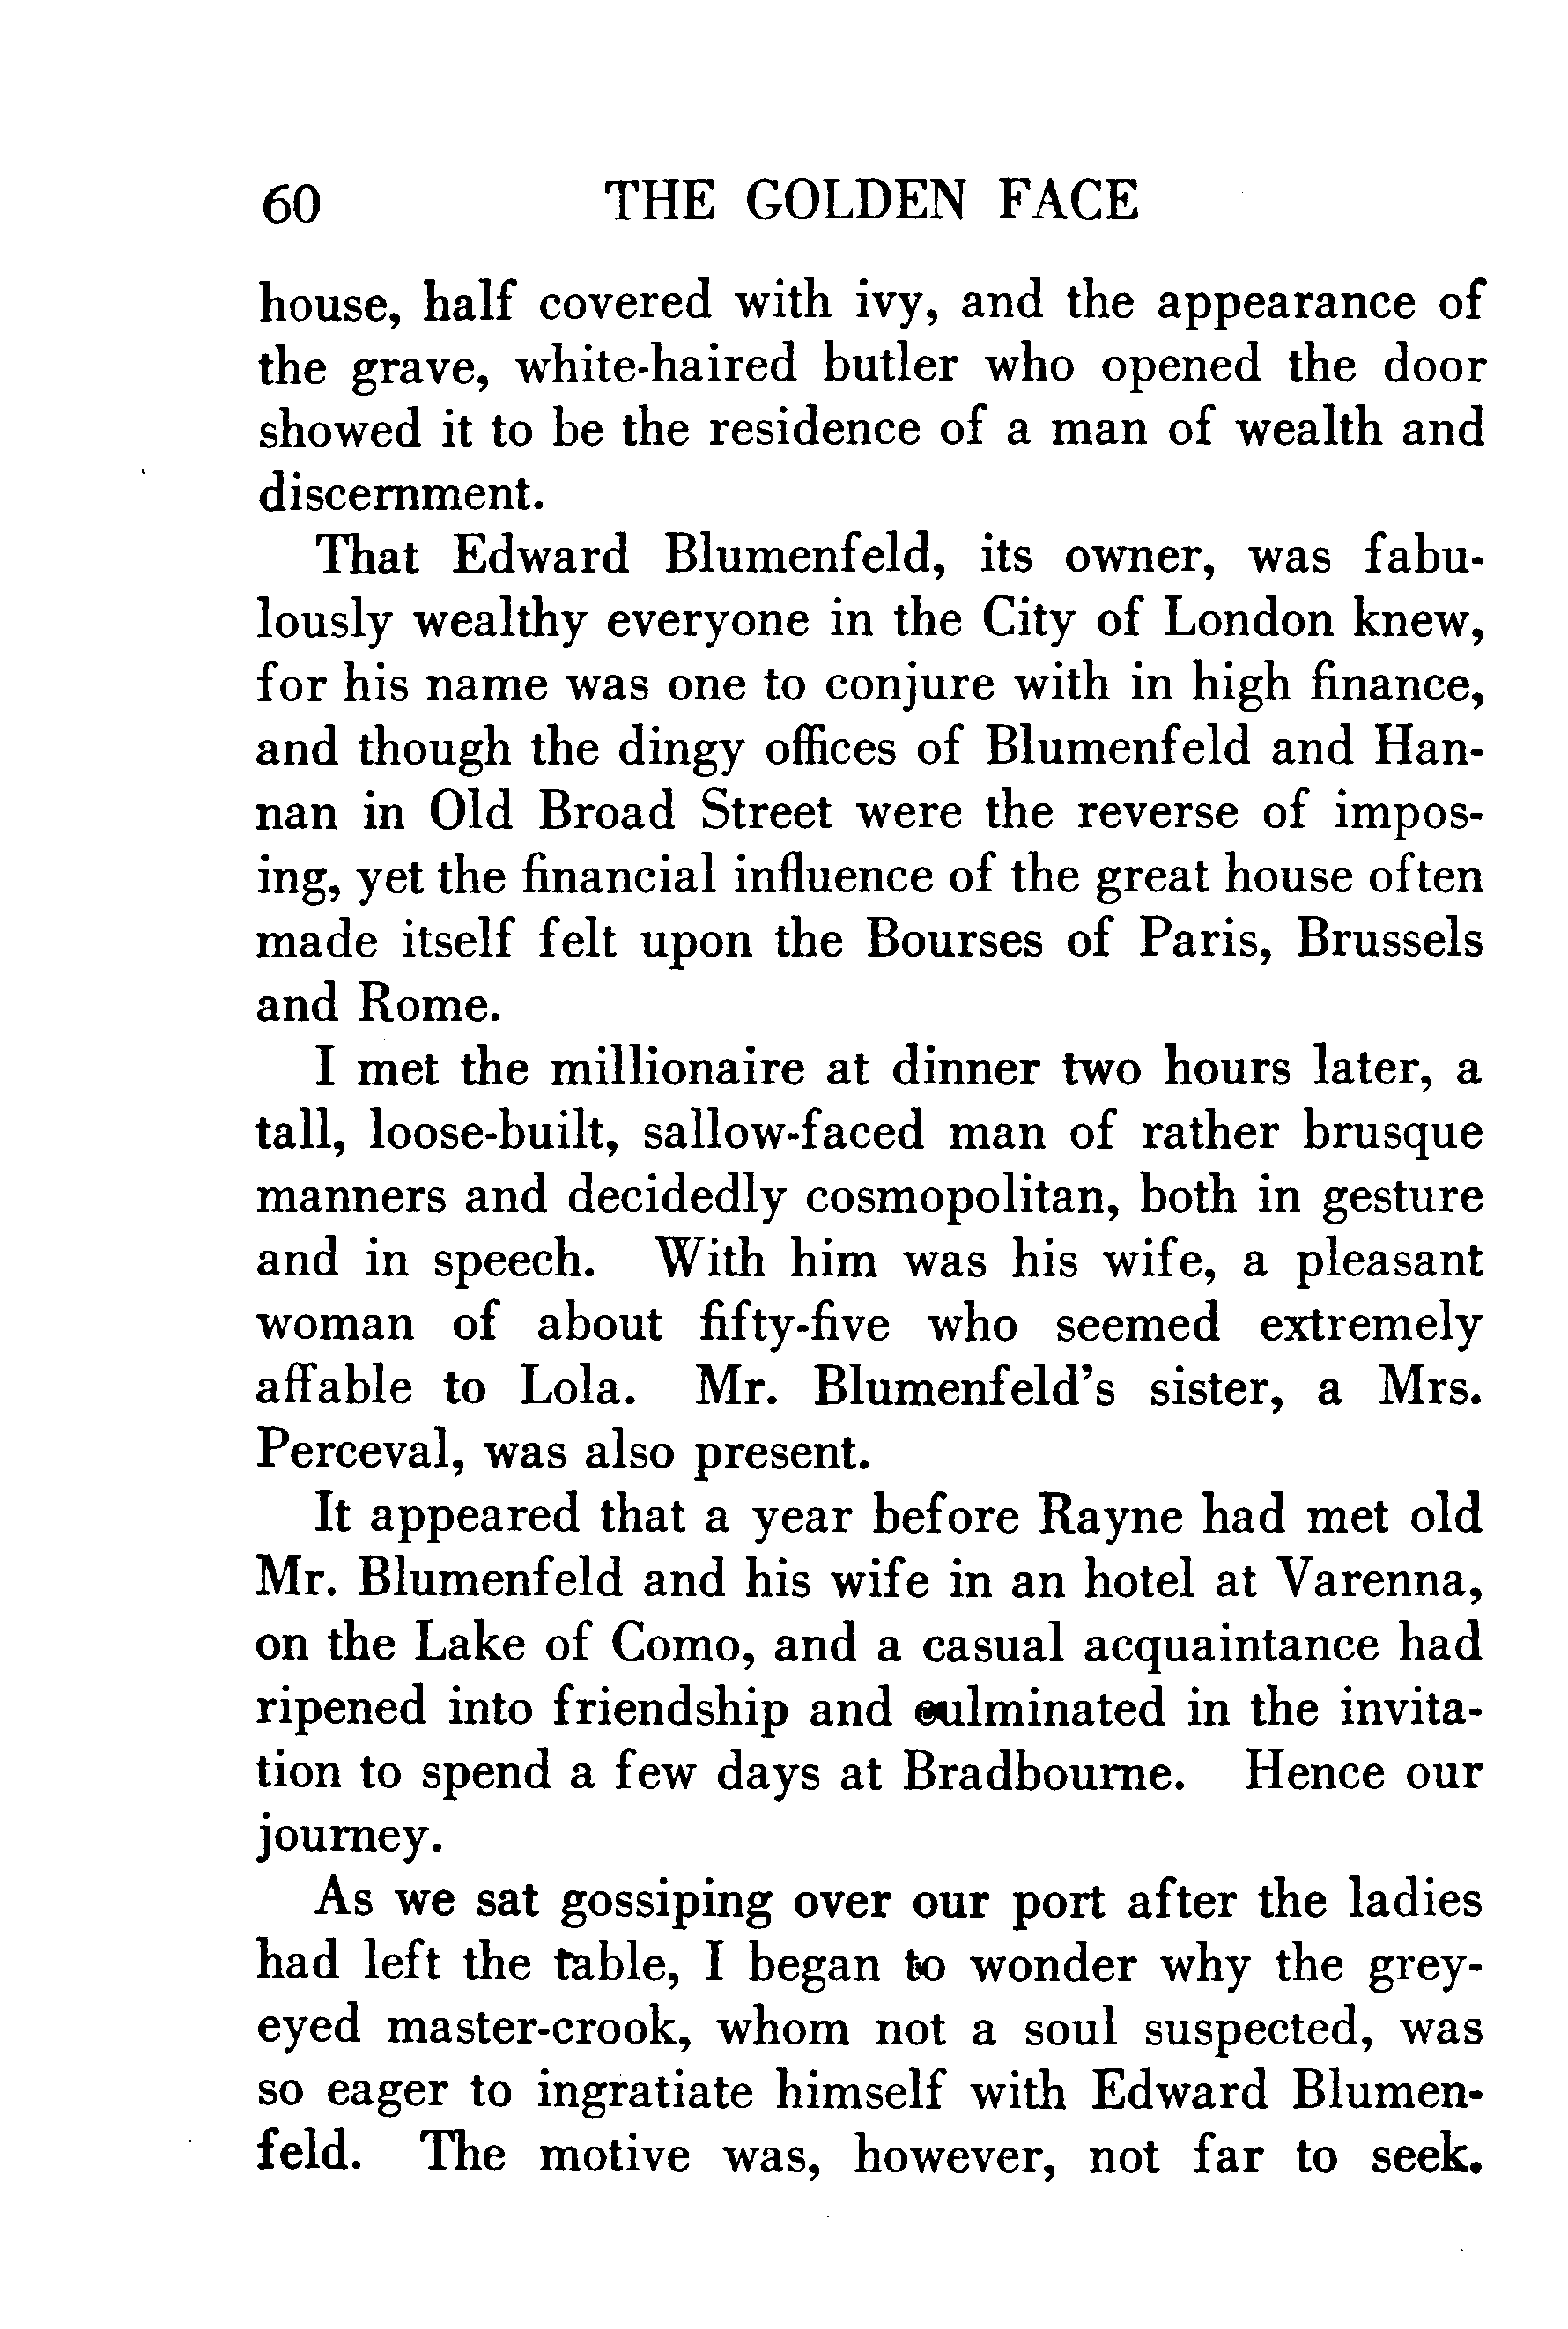 60 THE GOLDEN FACE
house, half covered with ivy, and the appearance of
the grave, white-haired butler who opened the door
showed it to be the residence of a man of wealth and
discernment.
That Edward Blumenfeld, its owner, was fabu-
lously wealthy everyone in the City of London knew,
for his name was one to conjure with in high finance,
and though the dingy offices of Blumenfeld and Han-
nan in Old Broad Street were the reverse of impos-
ing, yet the financial influence of the great house often
made itself felt upon the Bourses of Paris, Brussels
and Rome.
I met the millionaire at dinner two hours later, a
tall, loose-built, sallow-faced man of rather brusque
manners and decidedly cosmopolitan, both in gesture
and in speech. With him was his wife, a pleasant
woman of about fifty-five who seemed extremely
affable to Lola. Mr. Blumenfeld's sister, a Mrs.
Perceval, was also present.
It appeared that a year before Rayne had met old
Mr. Blumenfeld and his wife in an hotel at Varenna,
on the Lake of Como, and a casual acquaintance had
ripened into friendship and culminated in the invita-
tion to spend a few days at Bradbourne. Hence our
journey.
As we sat gossiping over our port after the ladies
had left the table, I began to wonder why the grey-
eyed master-crook, whom not a soul suspected, was
so eager to ingratiate himself with Edward Blumen-
feld. The motive was, however, not far to seek.